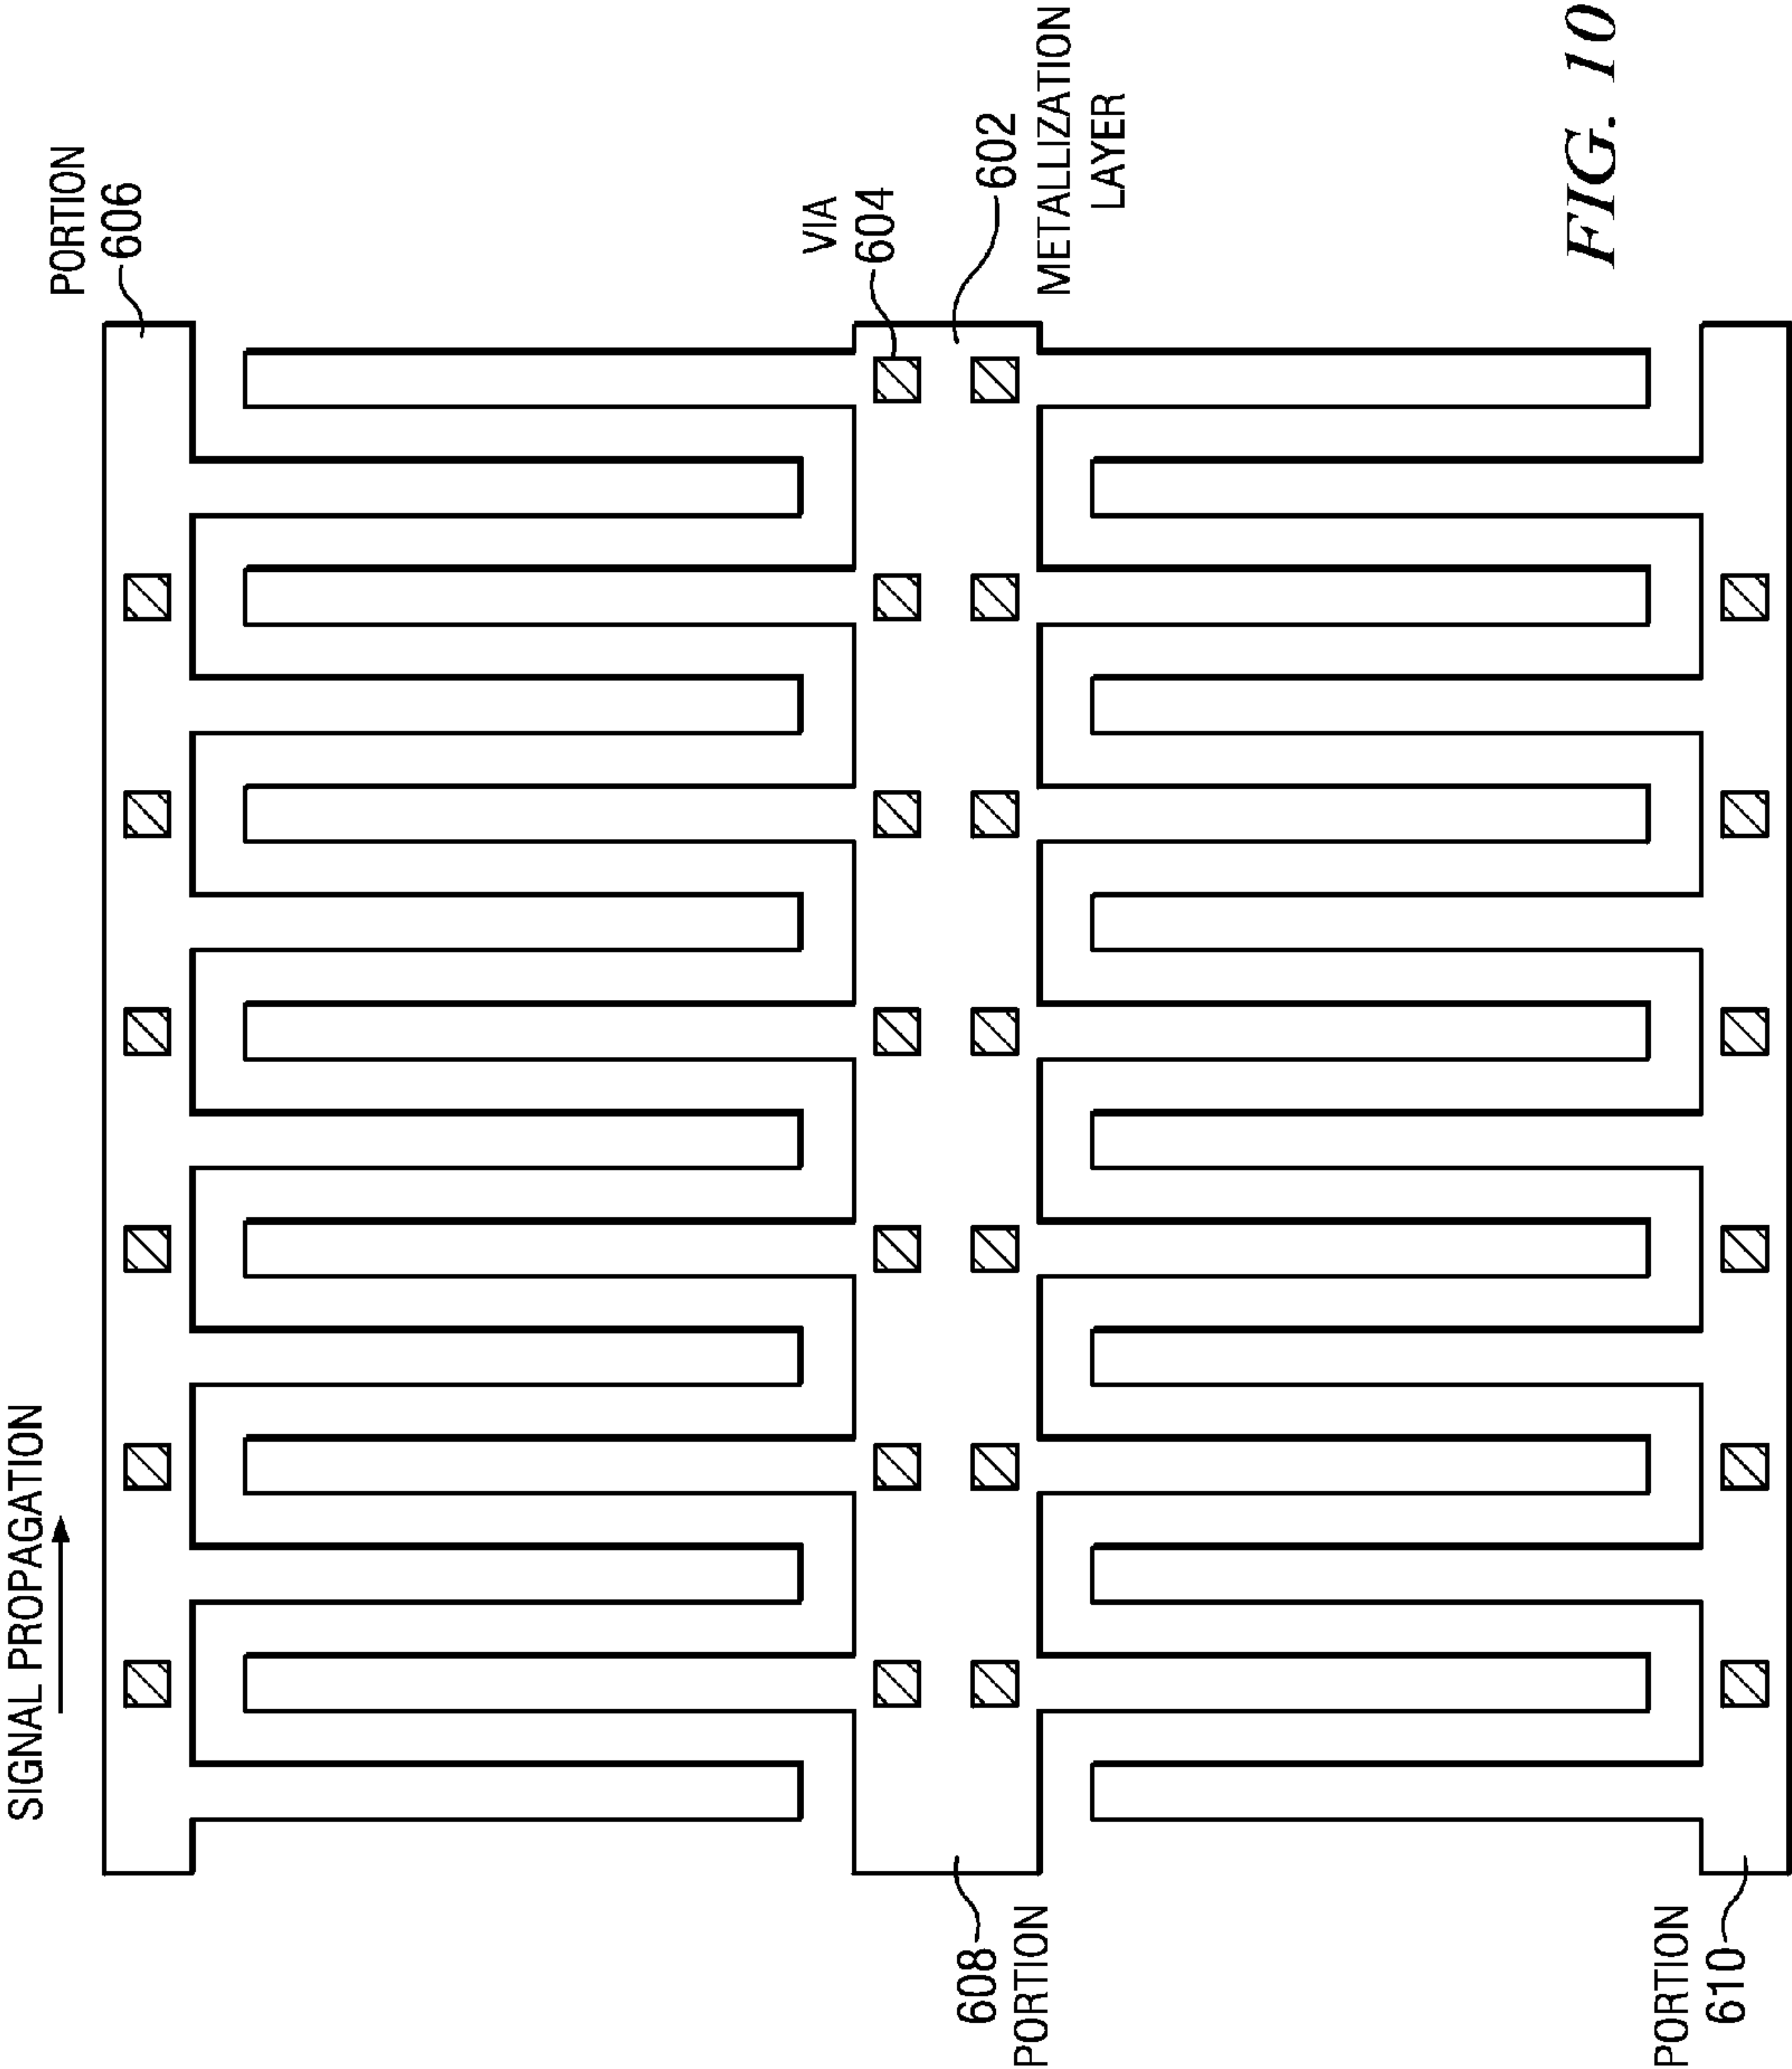 SIGNAL PROPAGATION
PORTION
606
VIA
604
602
METALLIZATION
LAYER
608
PORTION
PORTION
610
FIG. 10